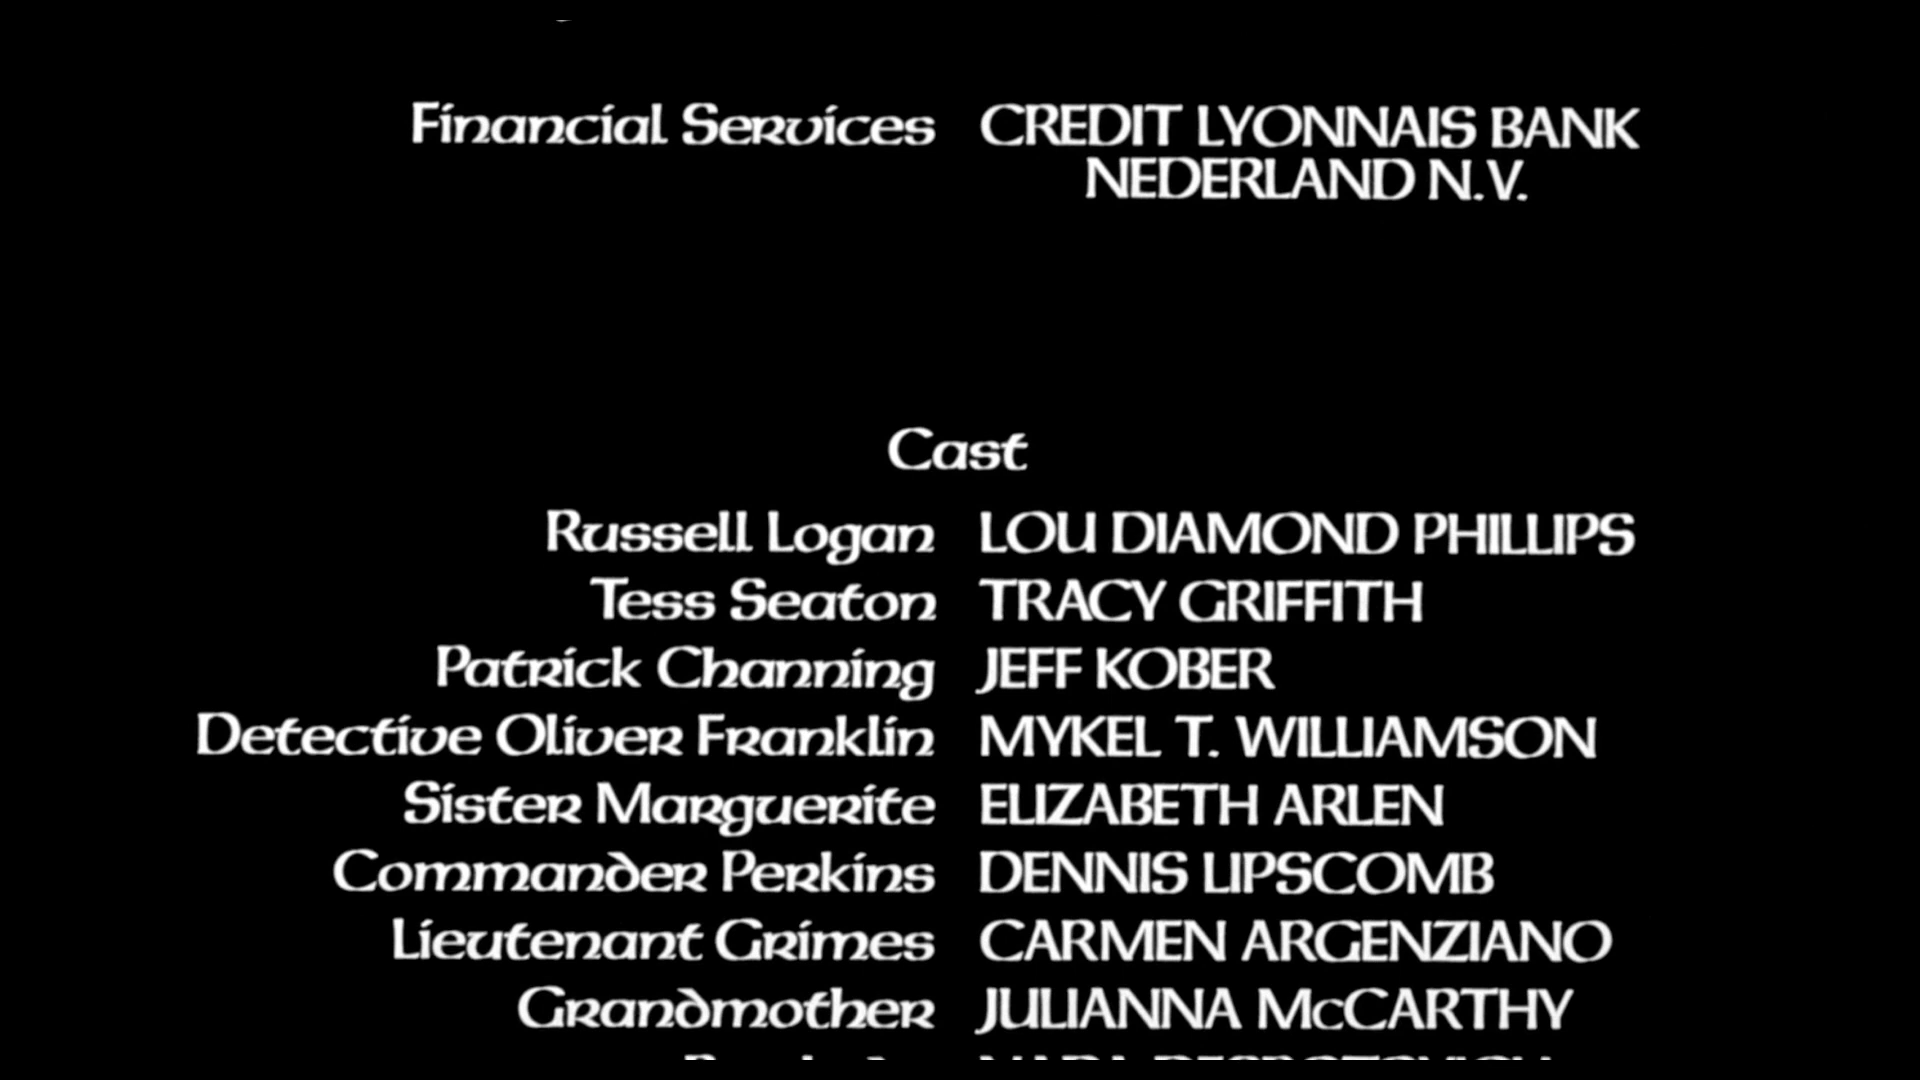 Financial Services CREDIT LYONNAIS BANK
NEDERLAND N.V.
Cast
Russell Logan LOU DIAMOND PHILLIPS
Tess Seaton TRACY GRIFFITH
Patrick Channing JEFF KOBER
Detective Oliver Franklin MYKEL T. WILLIAMSON
Sister Marguerite ELIZABETH ARLEN
Commander Perkins DENNIS LIPSCOMB
Lieutenant Grimes CARMEN ARGENZIANO
Grandmother JULIANNA McCARTHY